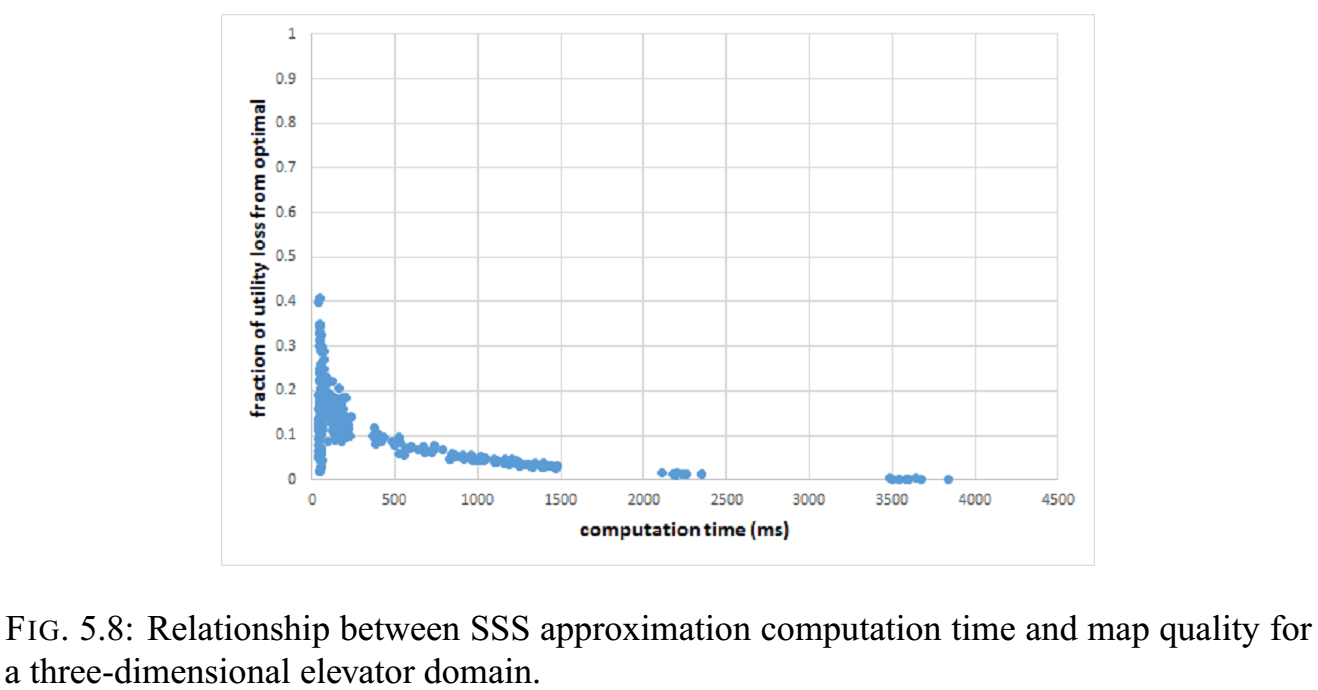 1
0.9
0.8
0.7
0.6
0.5
0.4
0.3
0.2
0.1
0
fraction of utility loss from optimal
0 500 1000 1500 2000 2500 3000 3500 4000 4500
computation time (ms)
FIG. 5.8: Relationship between SSS approximation computation time and map quality for
a three-dimensional elevator domain.